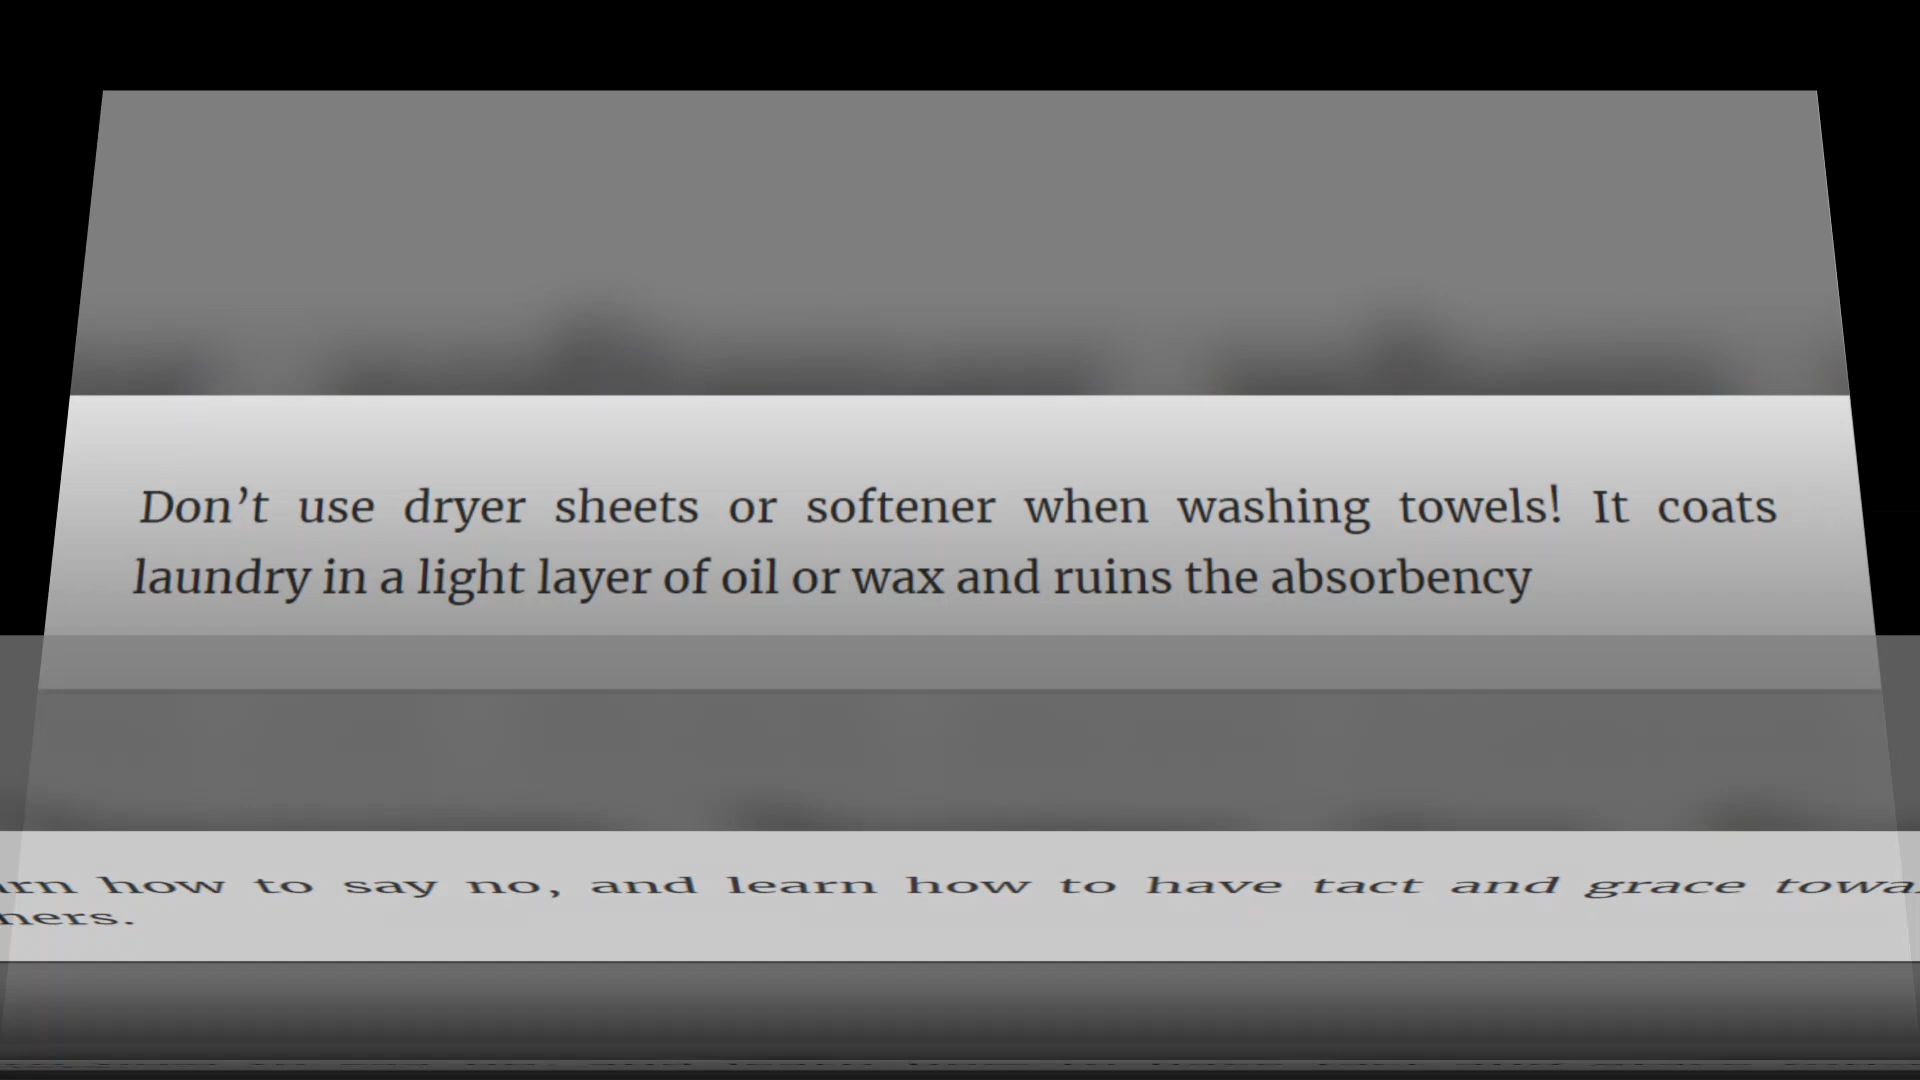 Don’t use dryer sheets or softener when washing towels! It coats
laundry in a light layer of oil or wax and ruins the absorbency
how to say no, and learn how to have tact and grace